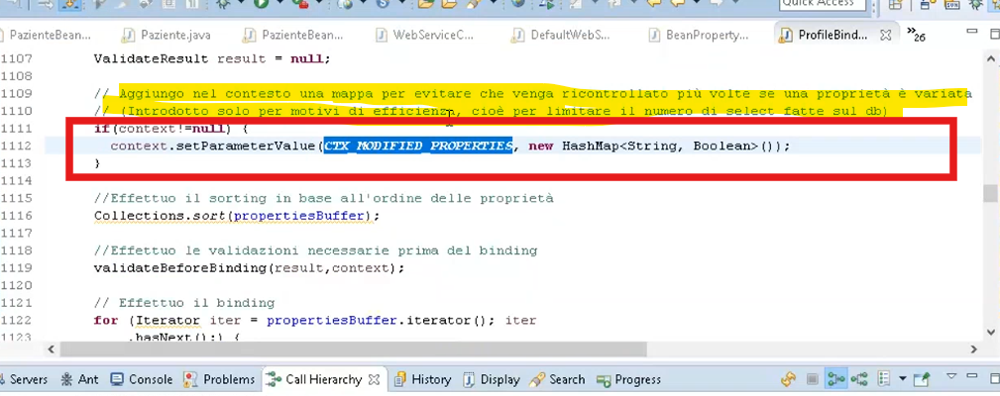 Quick Access
PazienteBean... Paziente.java PazienteBean... WebServiceC... DefaultWebS... BeanProperty... ProfileBind... »26
1107 ValidateResult result = null;
1108
1109 // Aggiungo nel contesto una mappa per evitare che venga ricontrollato più volte se una proprietà è variata
1110 // (Introdotto solo per motivi di efficienza, cioè per limitare il numero di select fatte sul db)
1111 if(context!=null) {
1112 context.setParameterValue(CTX_MODIFIED_PROPERTIES, new HashMap<String, Boolean>());
1113 }
1114
1115 //Effettuo il sorting in base all'ordine delle proprietà
1116 Collections.sort(propertiesBuffer);
1117
1118 //Effettuo le validazioni necessarie prima del binding
1119 validateBeforeBinding(result,context);
1120
1121 // Effettuo il binding
1122 for (Iterator iter = propertiesBuffer.iterator(); iter
1123 .hasNext();) {
Servers Ant Console Problems Call Hierarchy History Display Search Progress